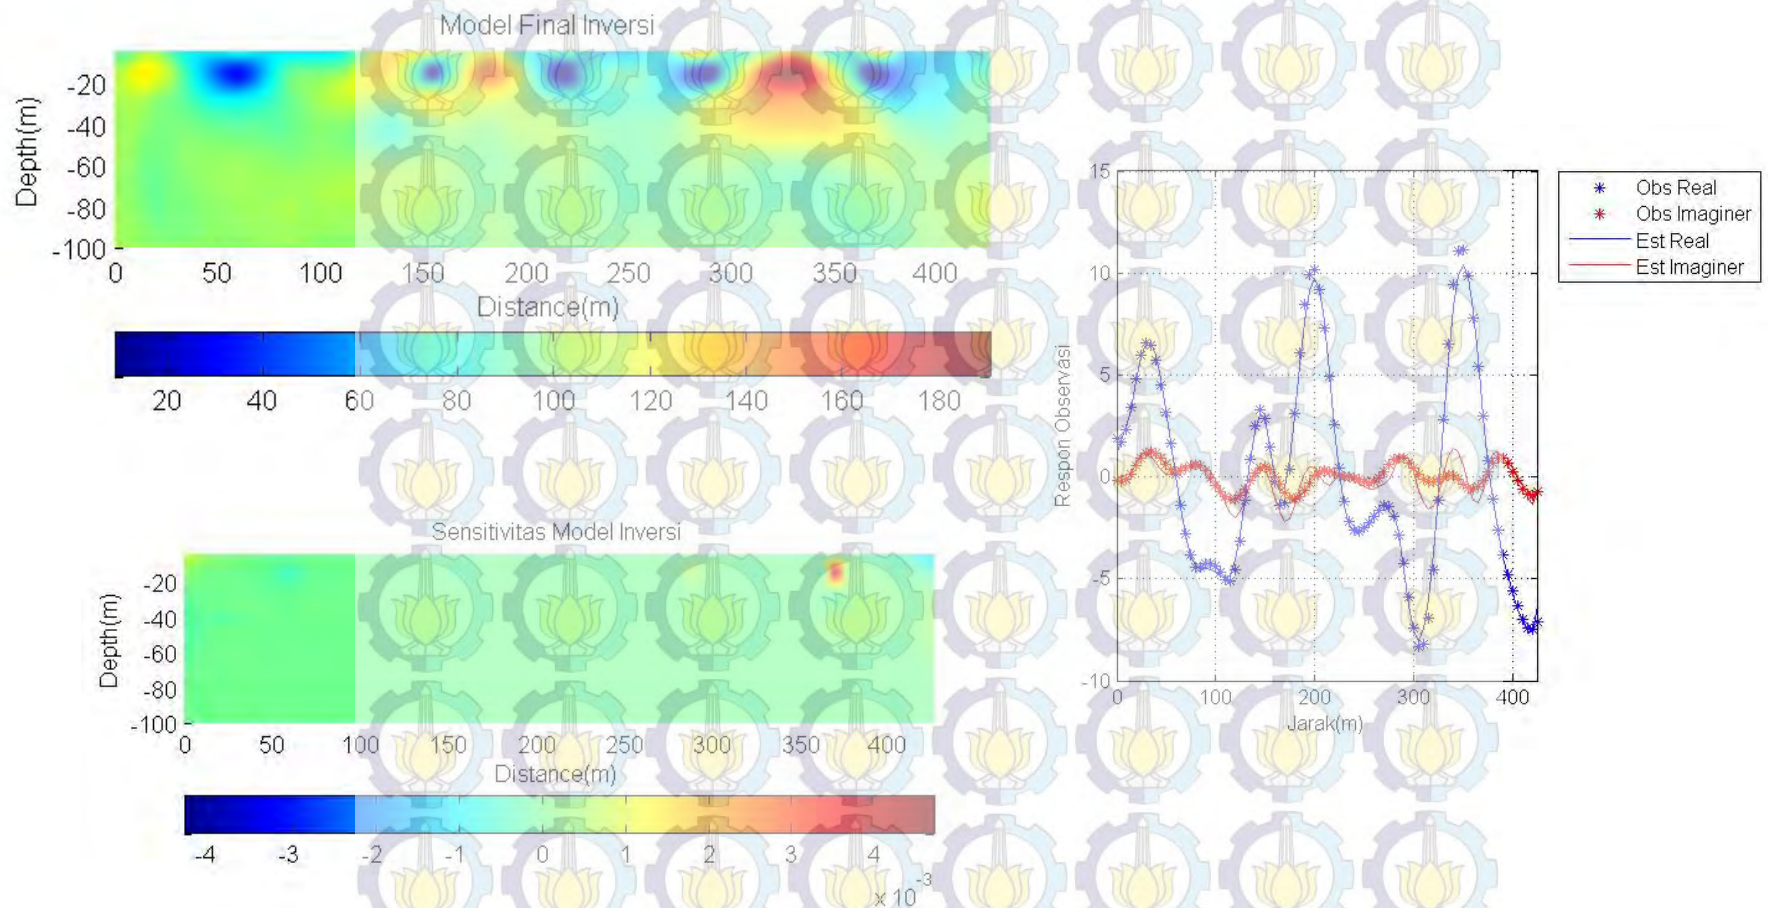 Model Final Inversi
Depth(m)
-20
-40
-60
-80
-100
0 50 100 150 200 250 300 350 400
Distance(m)
20 40 60 80 100 120 140 160 180
Sensitivitas Model Inversi
Depth(m)
-20
-40
-60
-80
-100
0 50 100 150 200 250 300 350 400
Distance(m)
-4 -3 -2 -1 0 1 2 3 4
x 10^-3
Respon Observasi
15
10
5
0
-5
-10
0 100 200 300 400
Jarak(m)
Obs Real
Obs Imaginer
Est Real
Est Imaginer